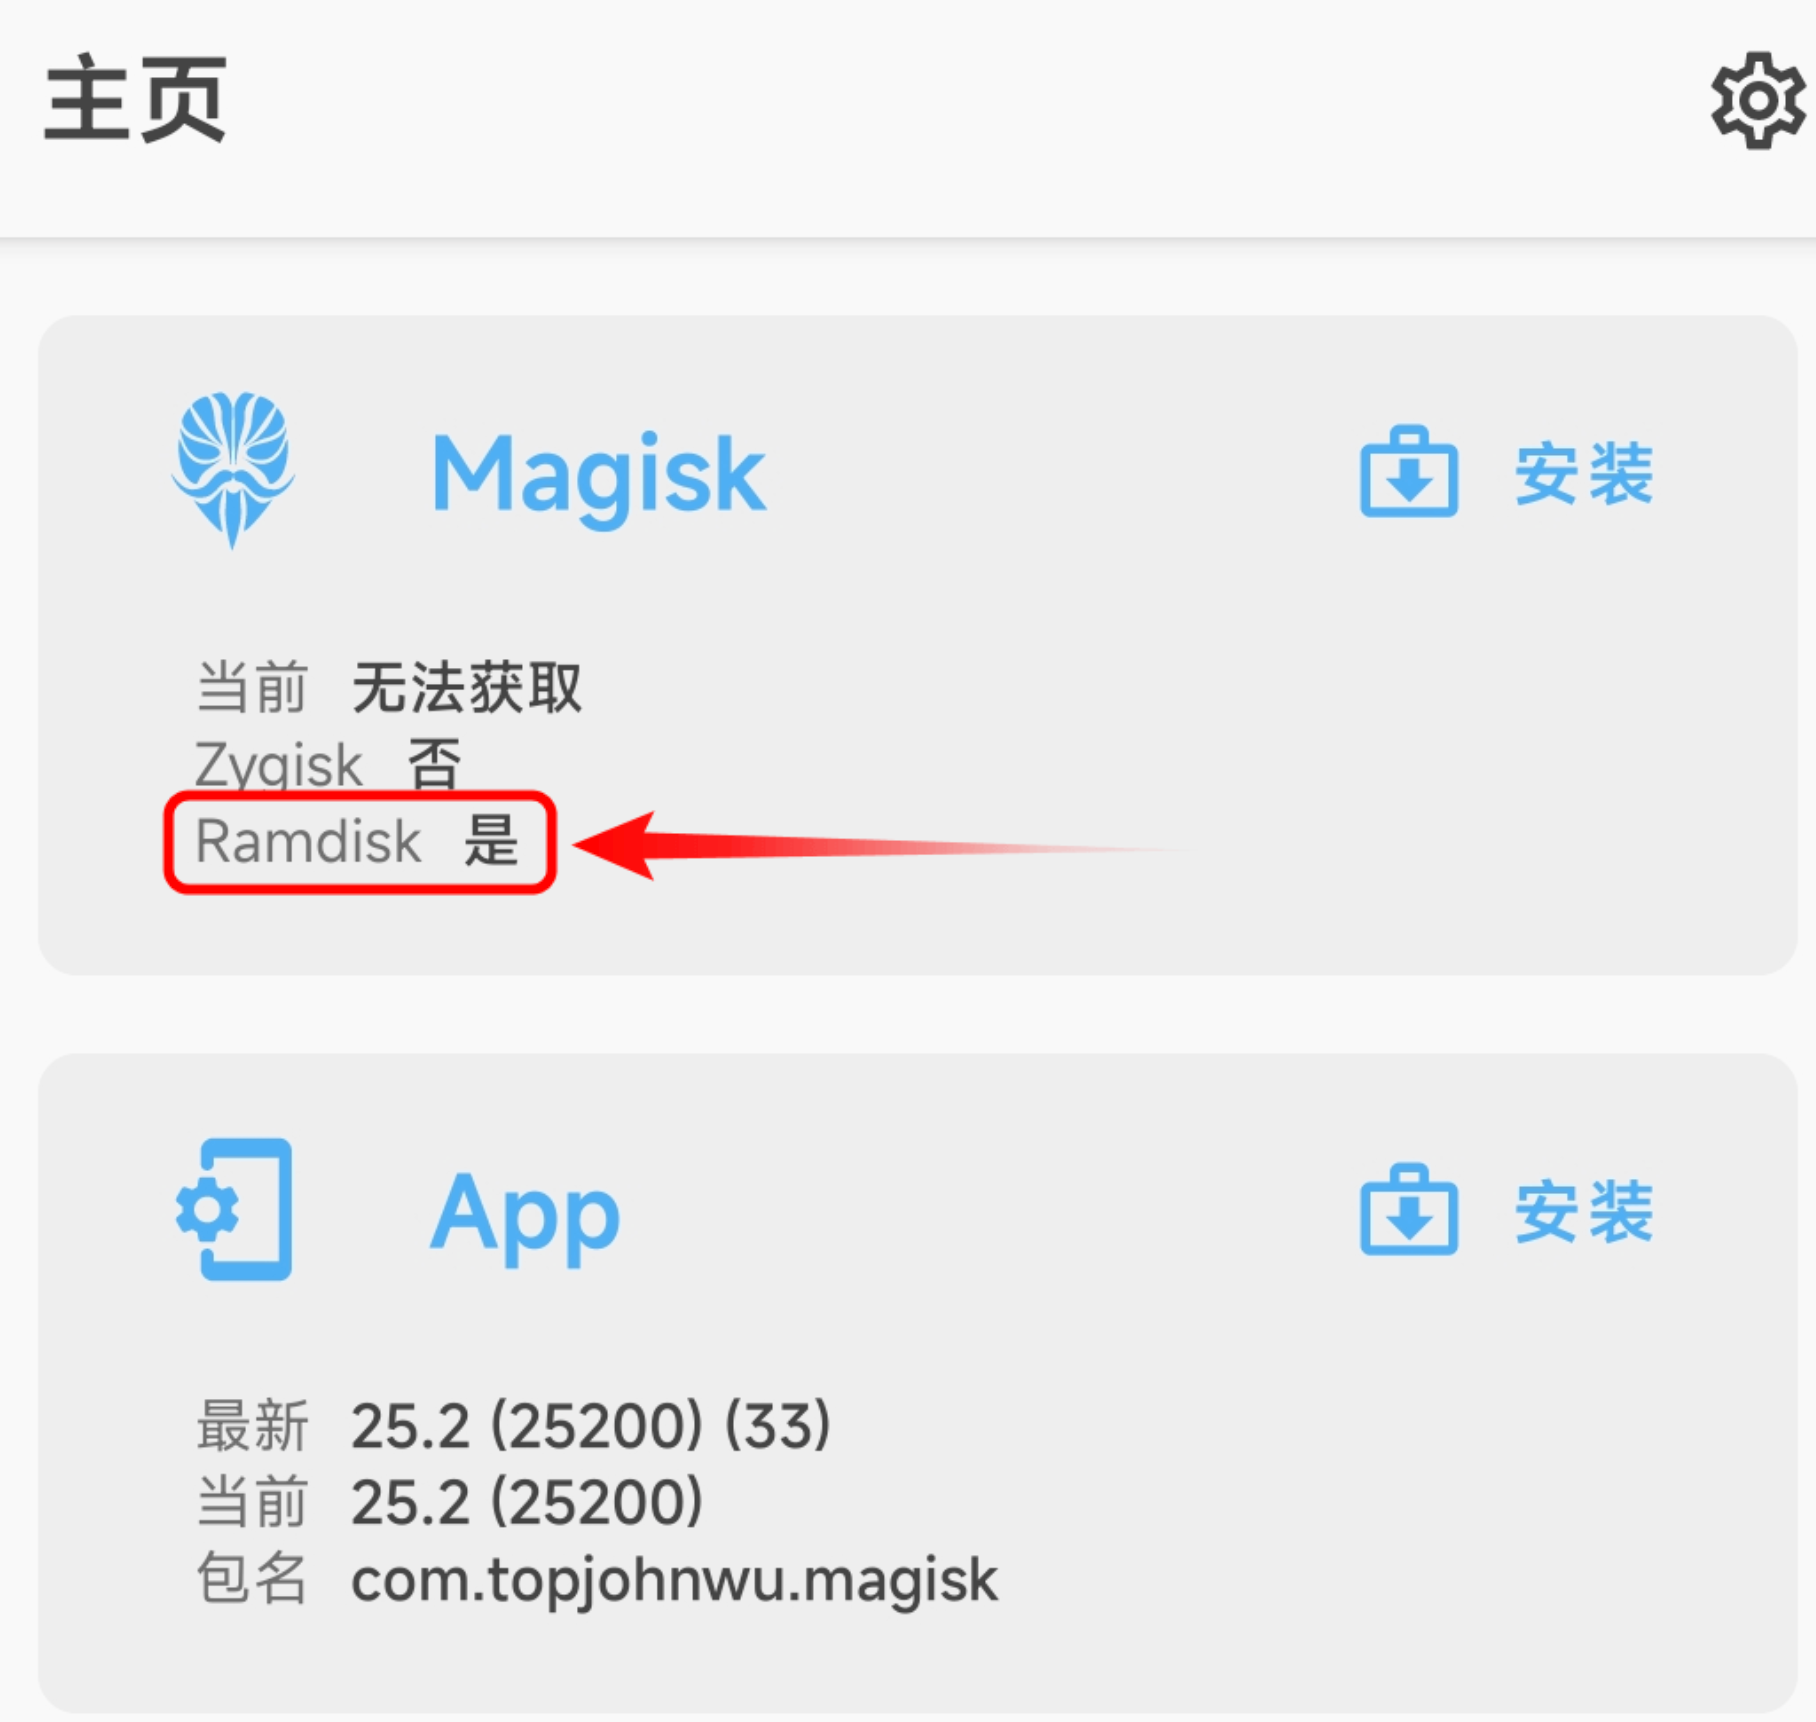 主页
Magisk
安装
当前 无法获取
Zygisk 否
Ramdisk 是
App
安装
最新 25.2 (25200) (33)
当前 25.2 (25200)
包名 com.topjohnwu.magisk